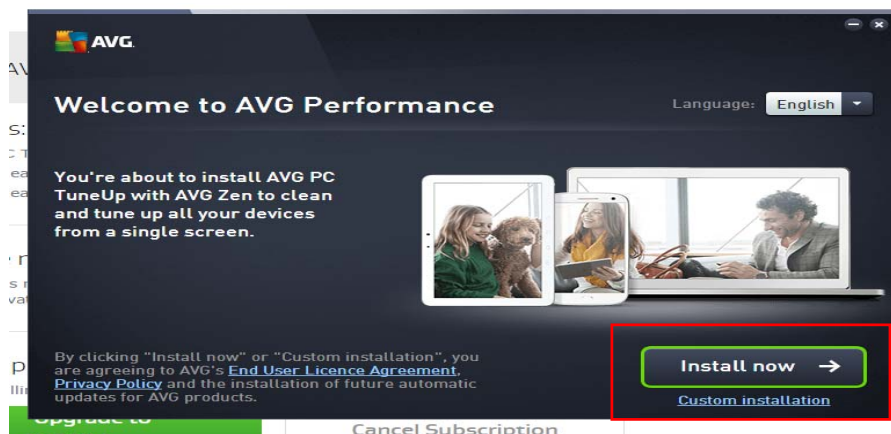 AVG
Welcome to AVG Performance
Language: English
You're about to install AVG PC
TuneUp with AVG Zen to clean
and tune up all your devices
from a single screen.
By clicking "Install now" or "Custom installation", you
are agreeing to AVG's End User Licence Agreement,
Privacy Policy and the installation of future automatic
updates for AVG products.
Install now
Custom installation
Upgrade to
Cancel Subscription